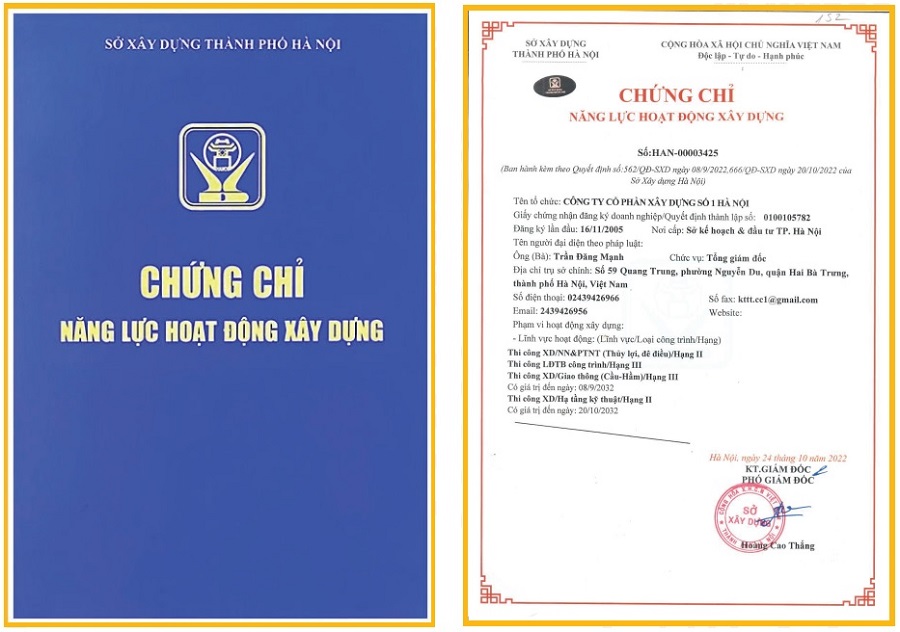 SỞ XÂY DỰNG THÀNH PHỐ HÀ NỘI
CHỨNG CHỈ
NĂNG LỰC HOẠT ĐỘNG XÂY DỰNG
152
SỞ XÂY DỰNG
THÀNH PHỐ HÀ NỘI
CỘNG HÒA XÃ HỘI CHỦ NGHĨA VIỆT NAM
Độc lập - Tự do - Hạnh phúc
CHỨNG CHỈ
NĂNG LỰC HOẠT ĐỘNG XÂY DỰNG
Số:HAN-00003425
(Ban hành kèm theo Quyết định số:562/QĐ-SXD ngày 08/9/2022,666/QĐ-SXD ngày 20/10/2022 của
Sở Xây dựng Hà Nội)
Tên tổ chức: CÔNG TY CỔ PHẦN XÂY DỰNG SỐ 1 HÀ NỘI
Giấy chứng nhận đăng ký doanh nghiệp/Quyết định thành lập số: 0100105782
Đăng ký lần đầu: 16/11/2005 Nơi cấp: Sở kế hoạch & đầu tư TP. Hà Nội
Tên người đại diện theo pháp luật:
Ông (Bà): Trần Đăng Mạnh Chức vụ: Tổng giám đốc
Địa chỉ trụ sở chính: Số 59 Quang Trung, phường Nguyễn Du, quận Hai Bà Trưng,
thành phố Hà Nội, Việt Nam
Số điện thoại: 02439426966 Số fax: kttt.cc1@gmail.com
Email: 2439426956 Website:
Phạm vi hoạt động xây dựng:
- Lĩnh vực hoạt động: (Lĩnh vực/Loại công trình/Hạng)
Thi công XD/NN&PTNT (Thủy lợi, đê điều)/Hạng II
Thi công LĐTB công trình/Hạng III
Thi công XD/Giao thông (Cầu-Hầm)/Hạng III
Có giá trị đến ngày: 08/9/2032
Thi công XD/Hạ tầng kỹ thuật/Hạng II
Có giá trị đến ngày: 20/10/2032
Hà Nội, ngày 24 tháng 10 năm 2022
KT.GIÁM ĐỐC
PHÓ GIÁM ĐỐC
SỞ
XÂY DỰNG
Hoàng Cao Thắng